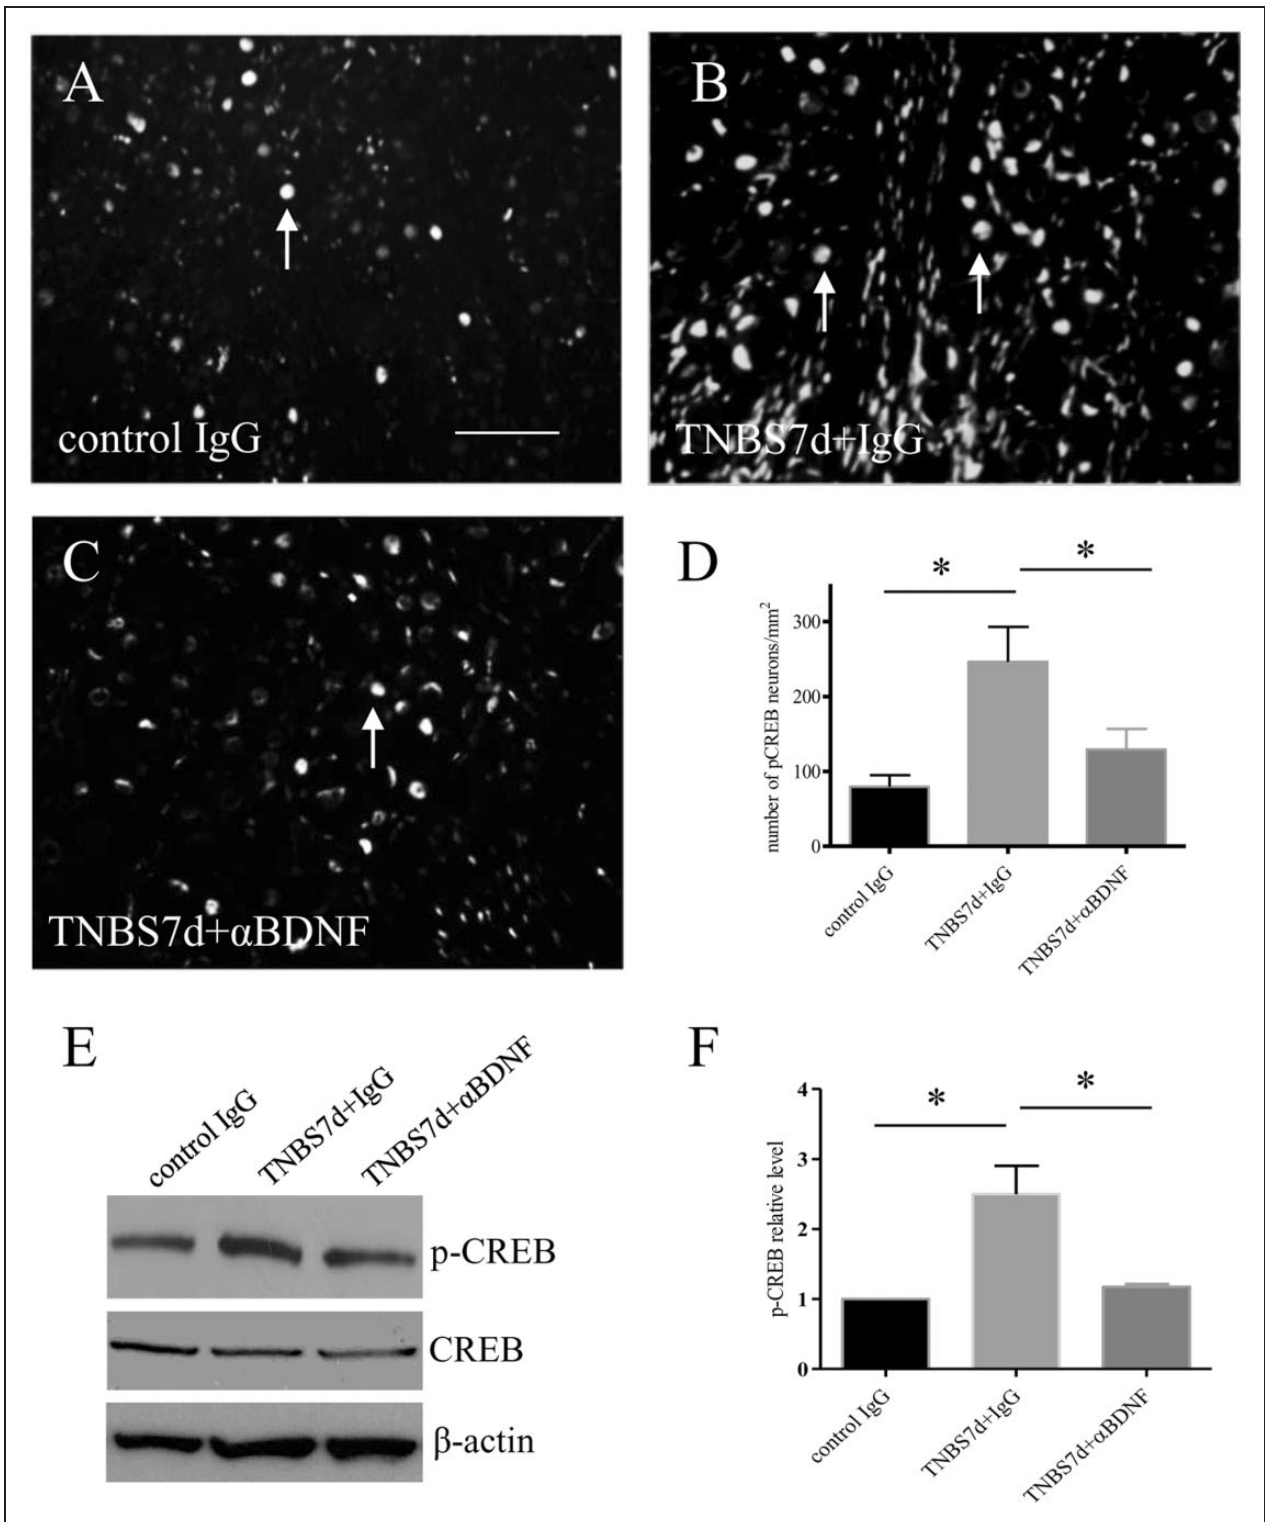 A
control IgG
B
TNBS7d+IgG
C
TNBS7d+αBDNF
D
*
*
number of pCREB neurons/mm²
300
200
100
0
control IgG
TNBS7d+IgG
TNBS7d+αBDNF
E
control IgG
TNBS7d+IgG
TNBS7d+αBDNF
p-CREB
CREB
β-actin
F
*
*
p-CREB relative level
4
3
2
1
0
control IgG
TNBS7d+IgG
TNBS7d+αBDNF